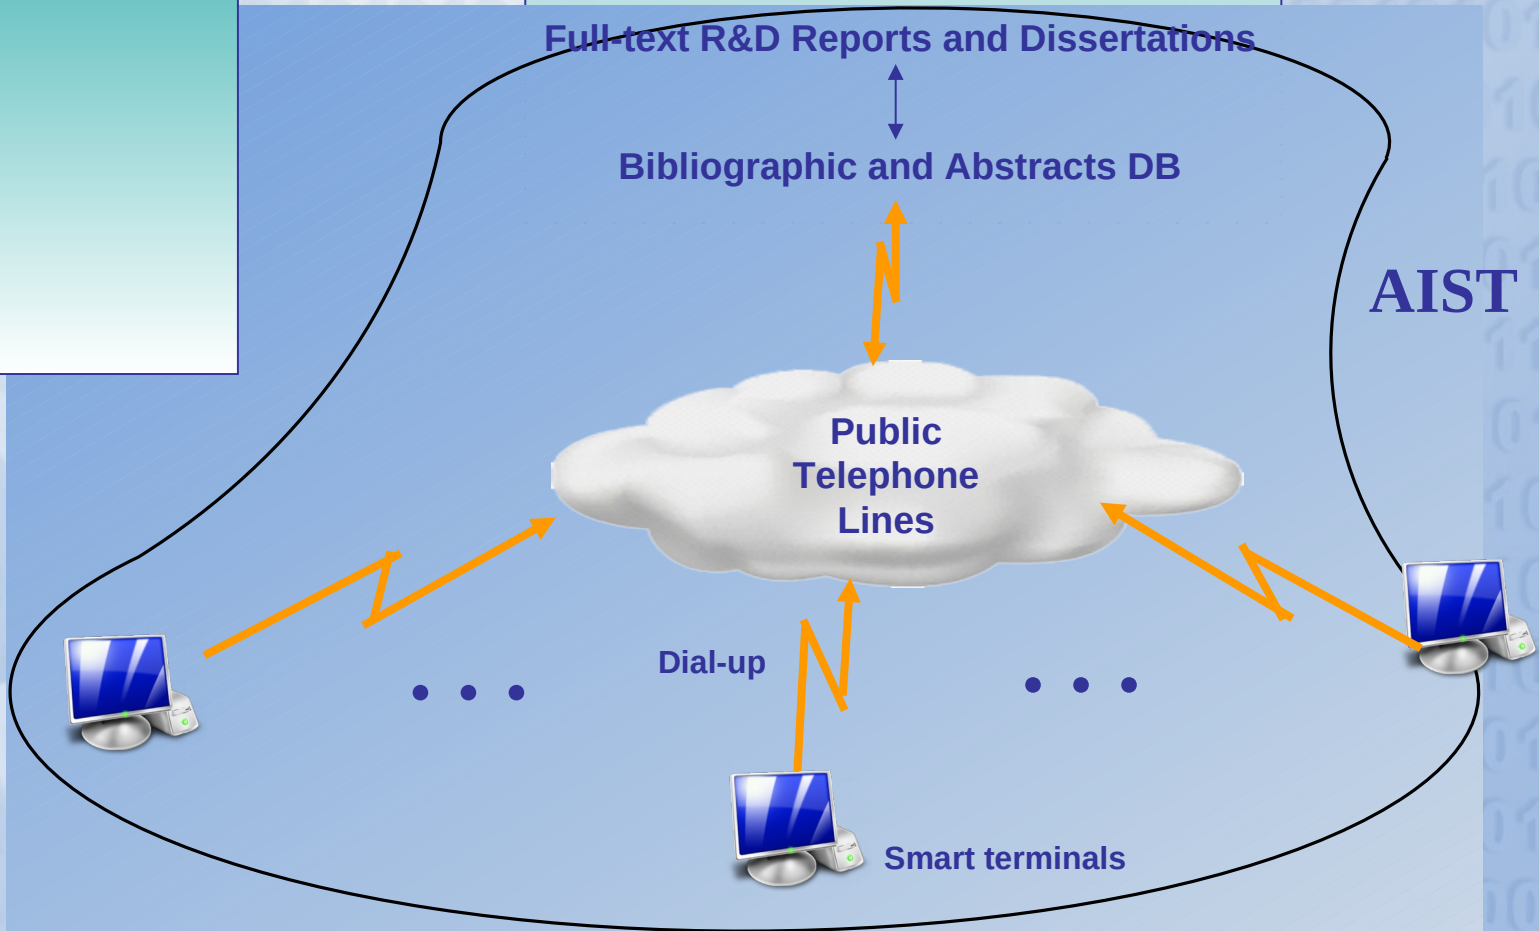 Full-text R&D Reports and Dissertations
Bibliographic and Abstracts DB
AIST
Public
Telephone
Lines
Dial-up
Smart terminals